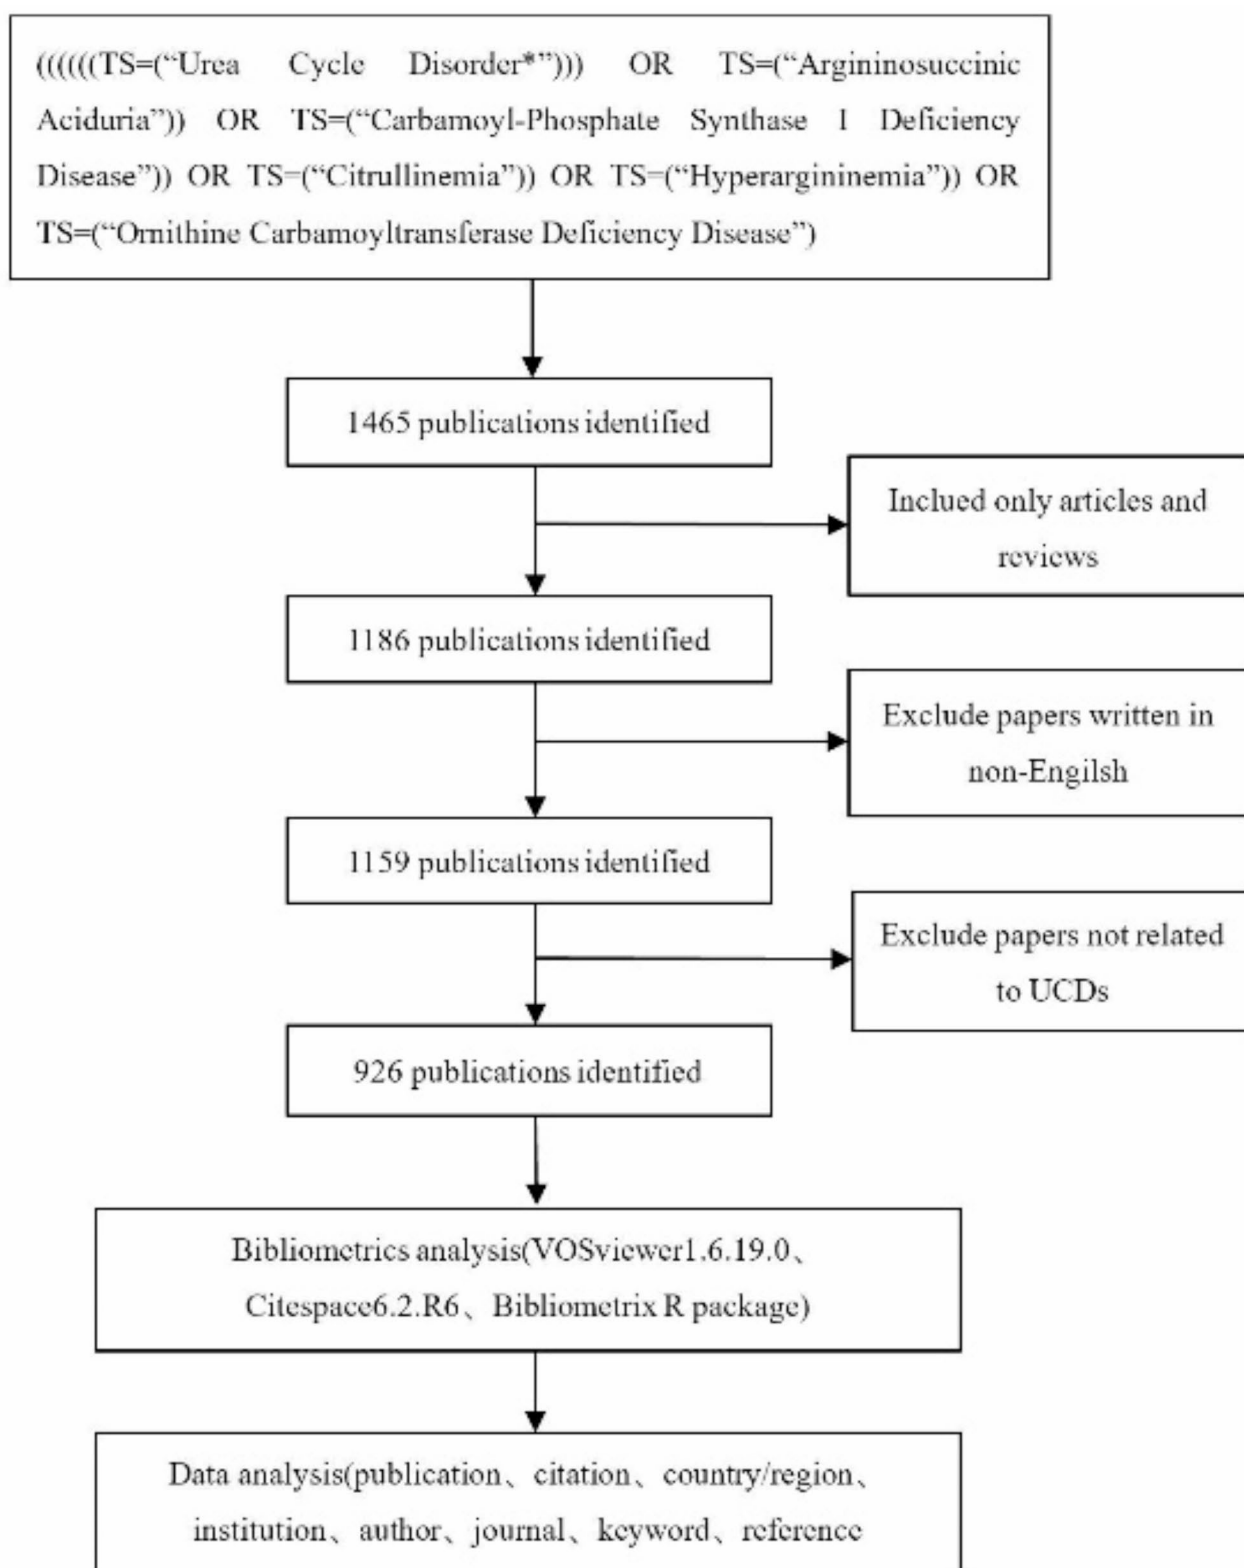 ((((((TS=(“Urea Cycle Disorder*”))) OR TS=(“Argininosuccinic
Aciduria”)) OR TS=(“Carbamoyl-Phosphate Synthase I Deficiency
Disease”)) OR TS=(“Citrullinemia”)) OR TS=(“Hyperargininemia”)) OR
TS=(“Ornithine Carbamoyltransferase Deficiency Disease”)
1465 publications identified
Inclued only articles and
reviews
1186 publications identified
Exclude papers written in
non-Engilsh
1159 publications identified
Exclude papers not related
to UCDs
926 publications identified
Bibliometrics analysis(VOSviewer1.6.19.0、
Citespace6.2.R6、Bibliometrix R package)
Data analysis(publication、citation、country/region、
institution、author、journal、keyword、reference